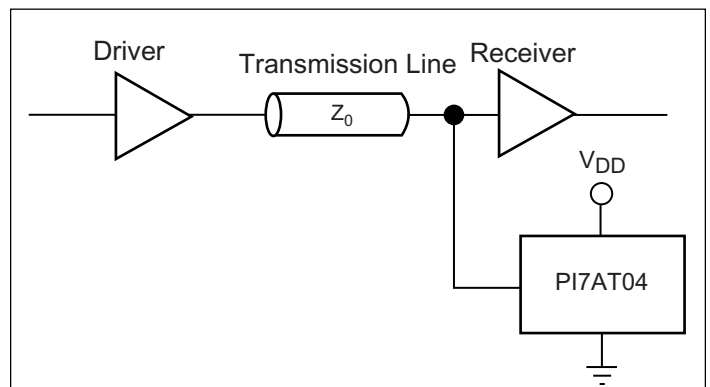 Driver
Transmission Line
Receiver
Z0
VDD
PI7AT04